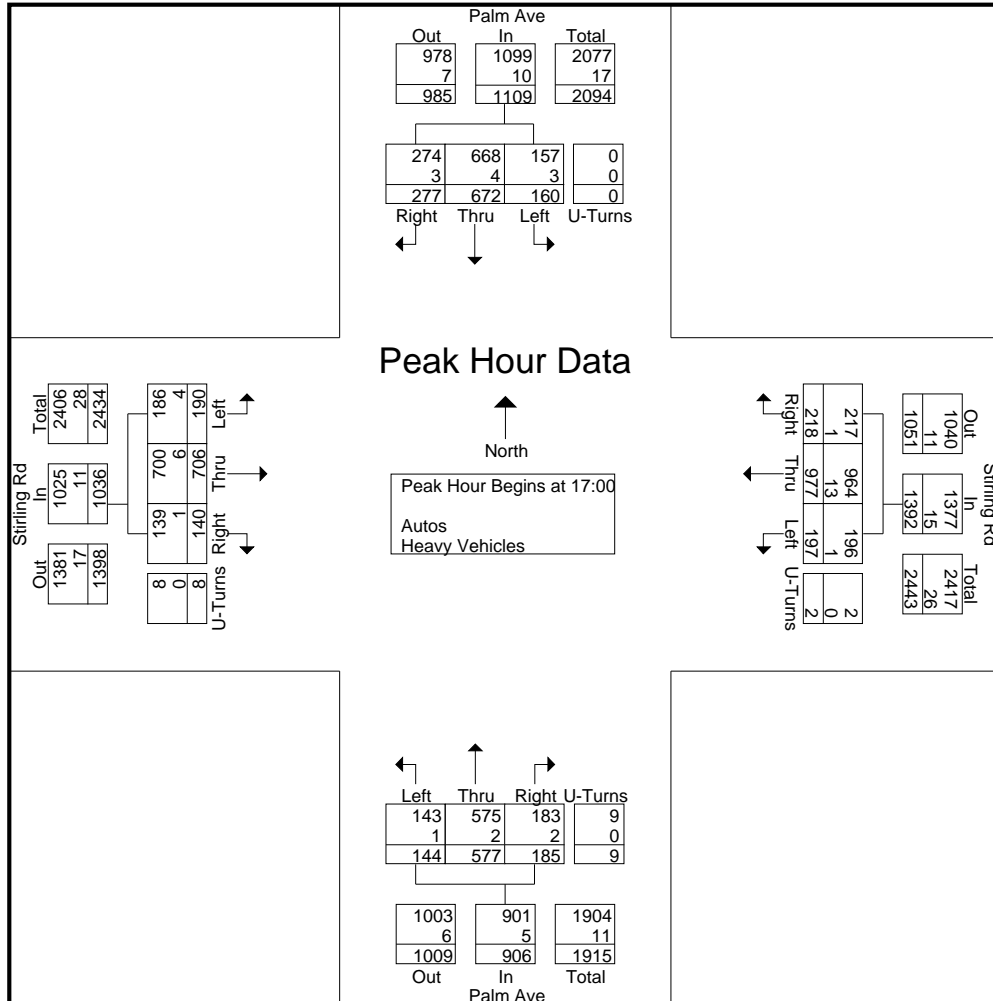 Palm Ave
Out In Total
978 1099 2077
7 10 17
985 1109 2094
274 668 157 0
3 4 3 0
277 672 160 0
Right Thru Left U-Turns
Peak Hour Data
North
Peak Hour Begins at 17:00
Autos
Heavy Vehicles
Stirling Rd
Out In Total
1381 1025 2406
17 11 28
1398 1036 2434
8 139 700 186
0 1 6 4
8 140 706 190
U-Turns Right Thru Left
Stirling Rd
Out In Total
1040 1377 2417
11 15 26
1051 1392 2443
217 964 196 2
1 13 1 0
218 977 197 2
Right Thru Left U-Turns
Left Thru Right U-Turns
143 575 183 9
1 2 2 0
144 577 185 9
1003 901 1904
6 5 11
1009 906 1915
Out In Total
Palm Ave